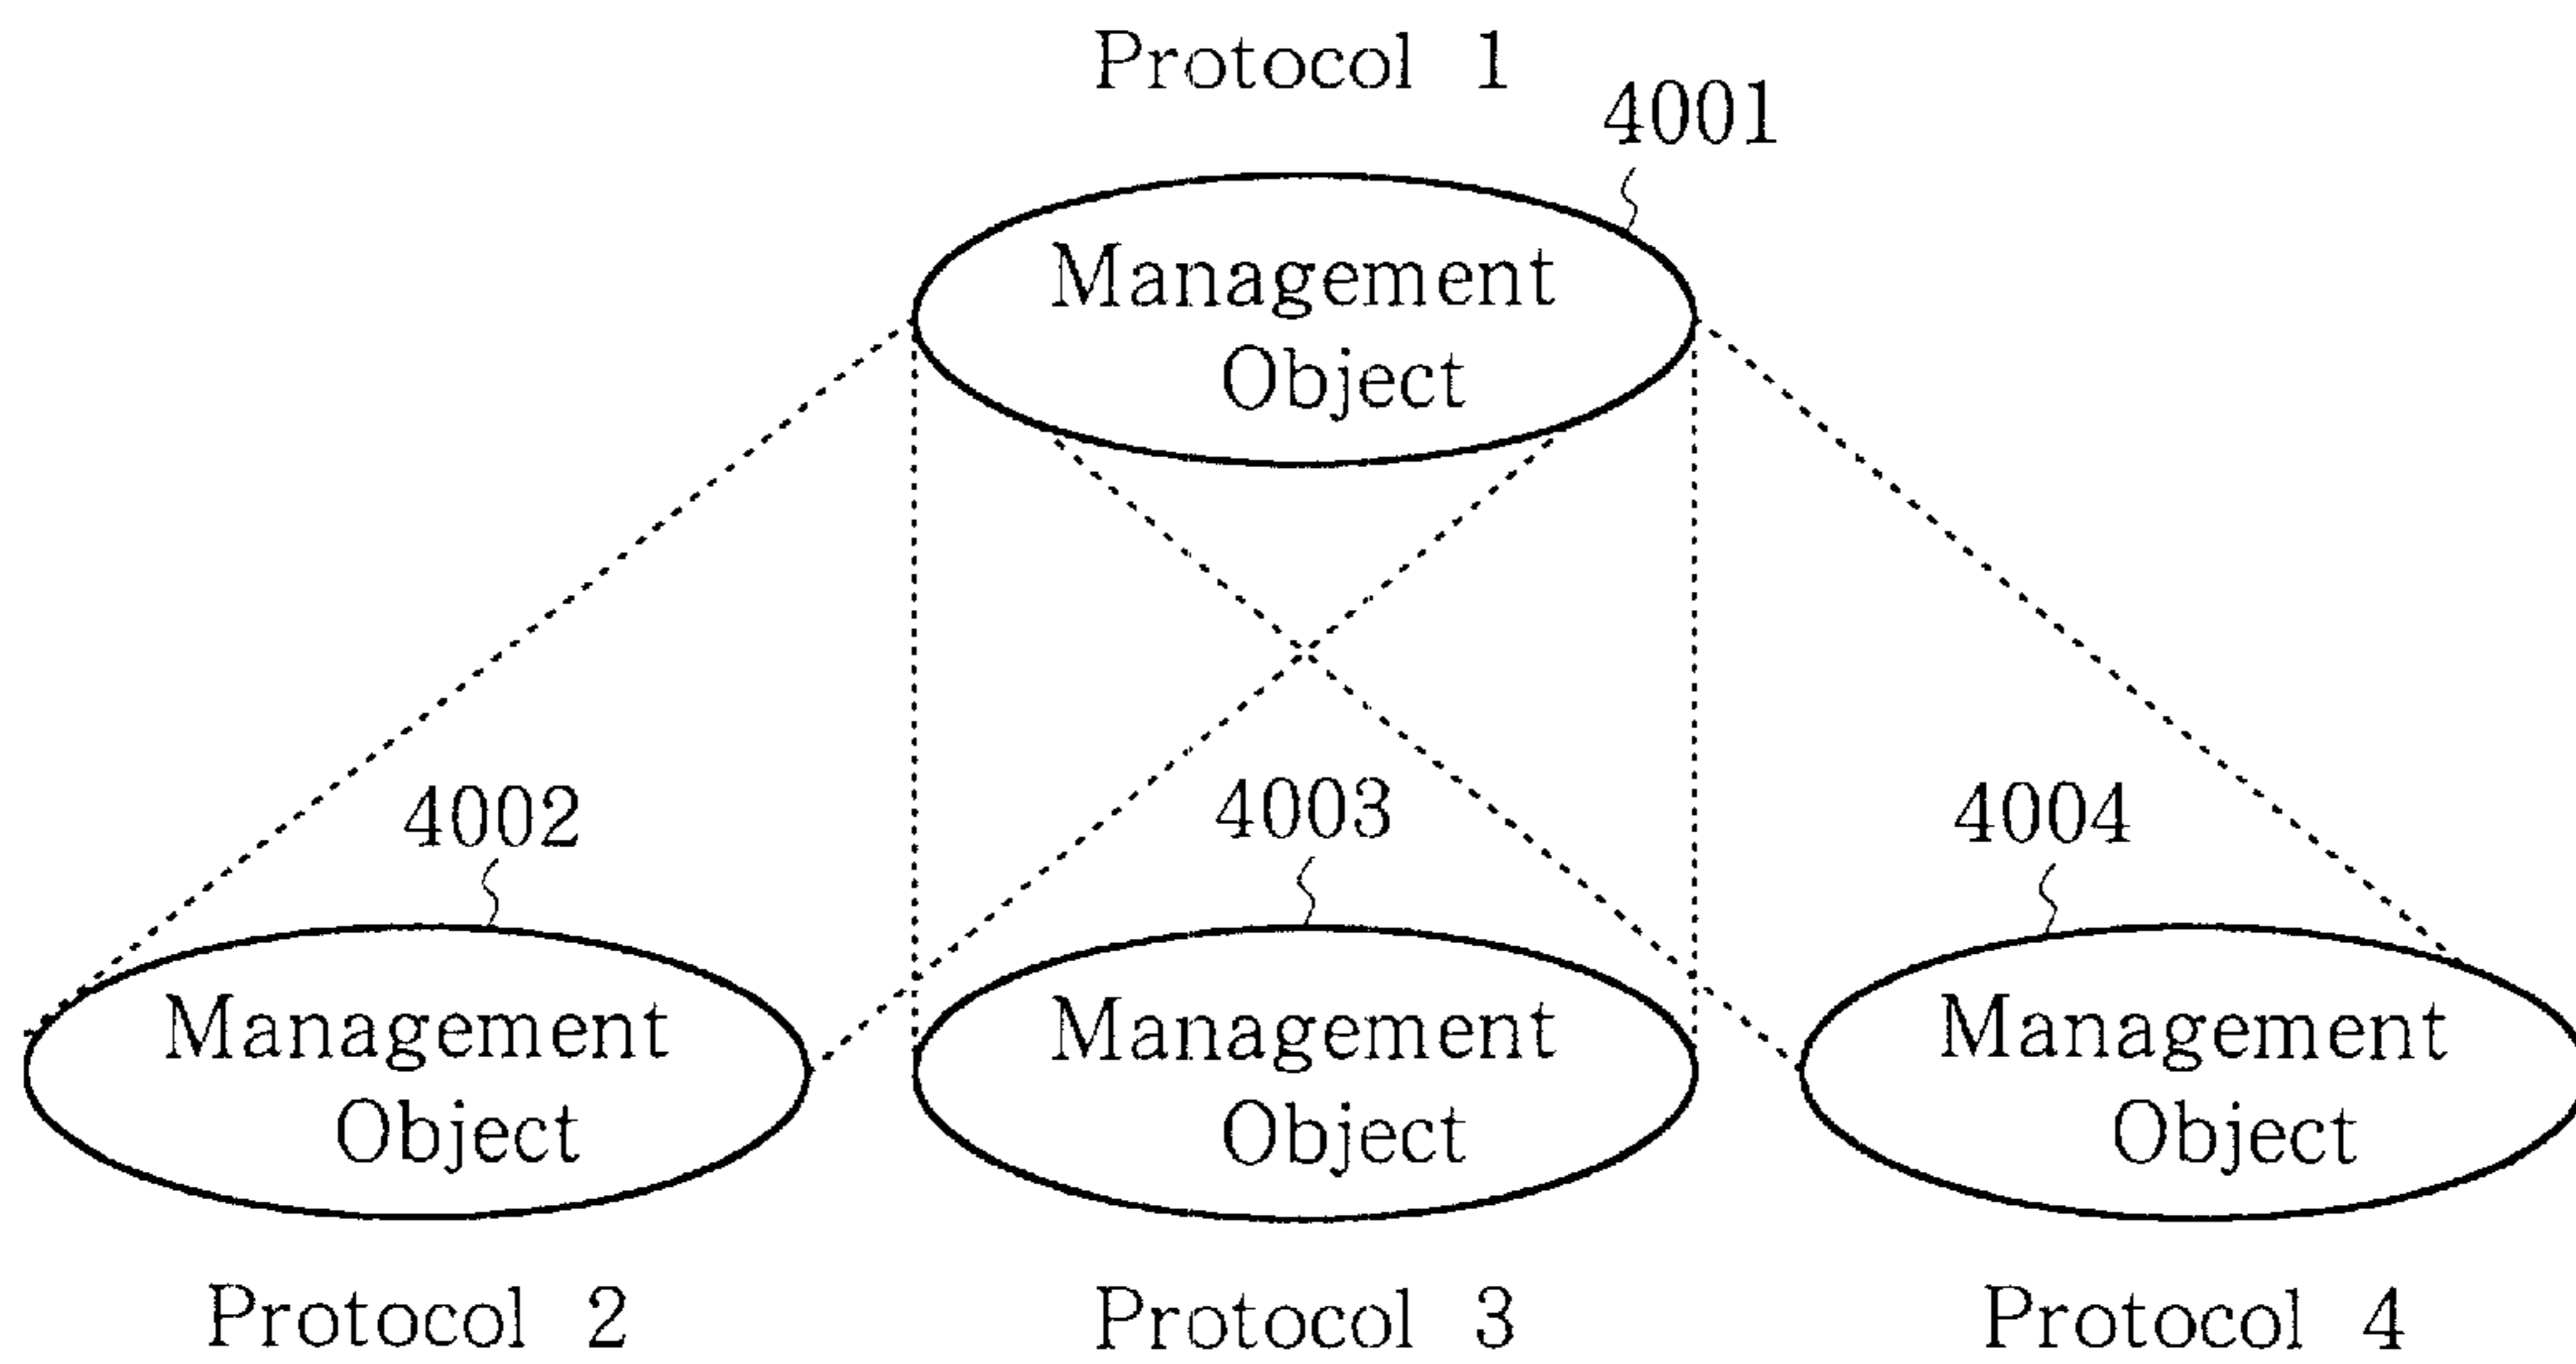 Protocol 1
4001
Management
Object
4002
4003
4004
Management
Object
Management
Object
Management
Object
Protocol 2
Protocol 3
Protocol 4